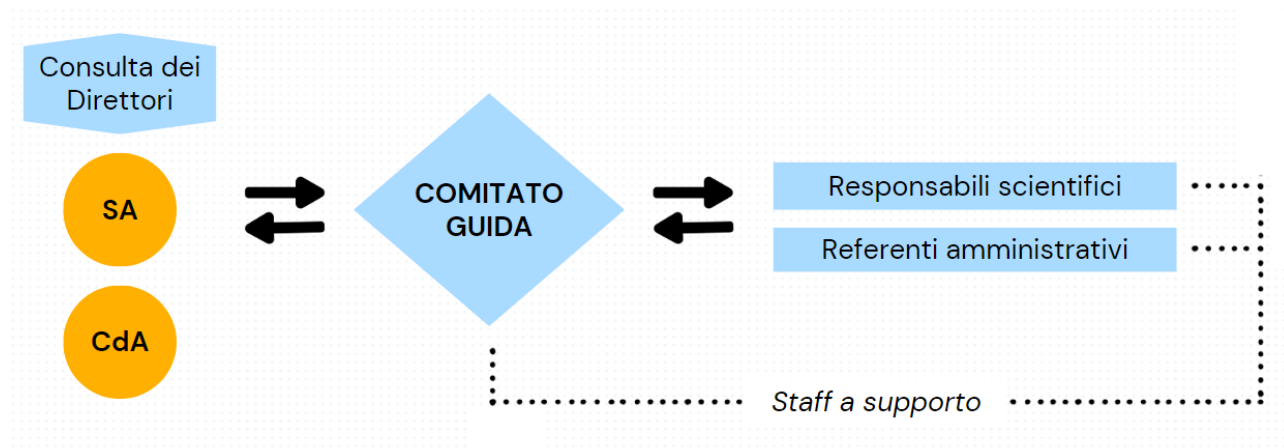 Consulta dei
Direttori
SA
CdA
COMITATO
GUIDA
Responsabili scientifici
Referenti amministrativi
Staff a supporto